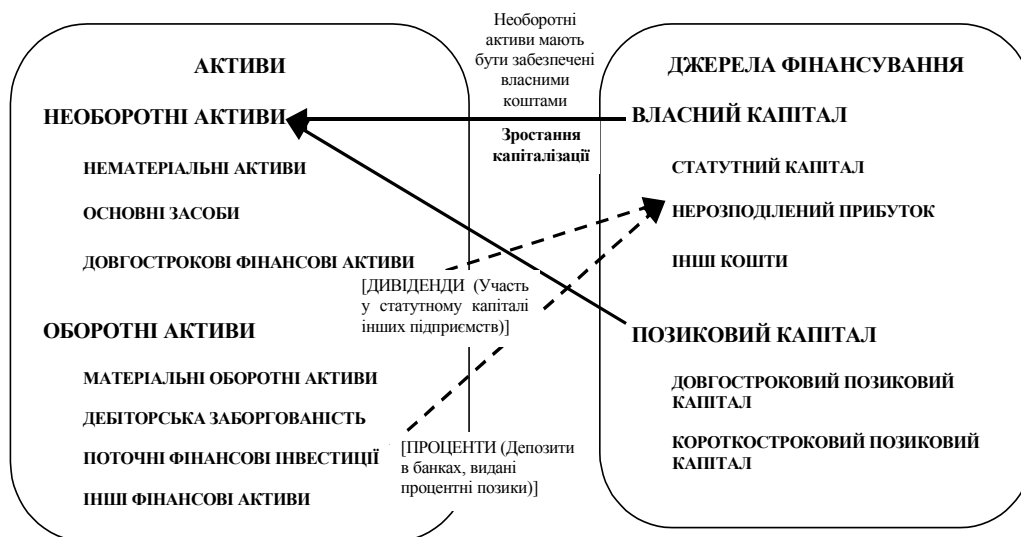 АКТИВИ
НЕОБОРОТНІ АКТИВИ
НЕМАТЕРІАЛЬНІ АКТИВИ
ОСНОВНІ ЗАСОБИ
ДОВГОСТРОКОВІ ФІНАНСОВІ АКТИВИ
ОБОРОТНІ АКТИВИ
МАТЕРІАЛЬНІ ОБОРОТНІ АКТИВИ
ДЕБІТОРСЬКА ЗАБОРГОВАНІСТЬ
ПОТОЧНІ ФІНАНСОВІ ІНВЕСТИЦІЇ
ІНШІ ФІНАНСОВІ АКТИВИ
Необоротні
активи мають
бути забезпечені
власними
коштами
Зростання
капіталізації
[ДИВІДЕНДИ (Участь
у статутному капіталі
інших підприємств)]
[ПРОЦЕНТИ (Депозити
в банках, видані
процентні позики)]
ДЖЕРЕЛА ФІНАНСУВАННЯ
ВЛАСНИЙ КАПІТАЛ
СТАТУТНИЙ КАПІТАЛ
НЕРОЗПОДІЛЕНИЙ ПРИБУТОК
ІНШІ КОШТИ
ПОЗИКОВИЙ КАПІТАЛ
ДОВГОСТРОКОВИЙ ПОЗИКОВИЙ
КАПІТАЛ
КОРОТКОСТРОКОВИЙ ПОЗИКОВИЙ
КАПІТАЛ